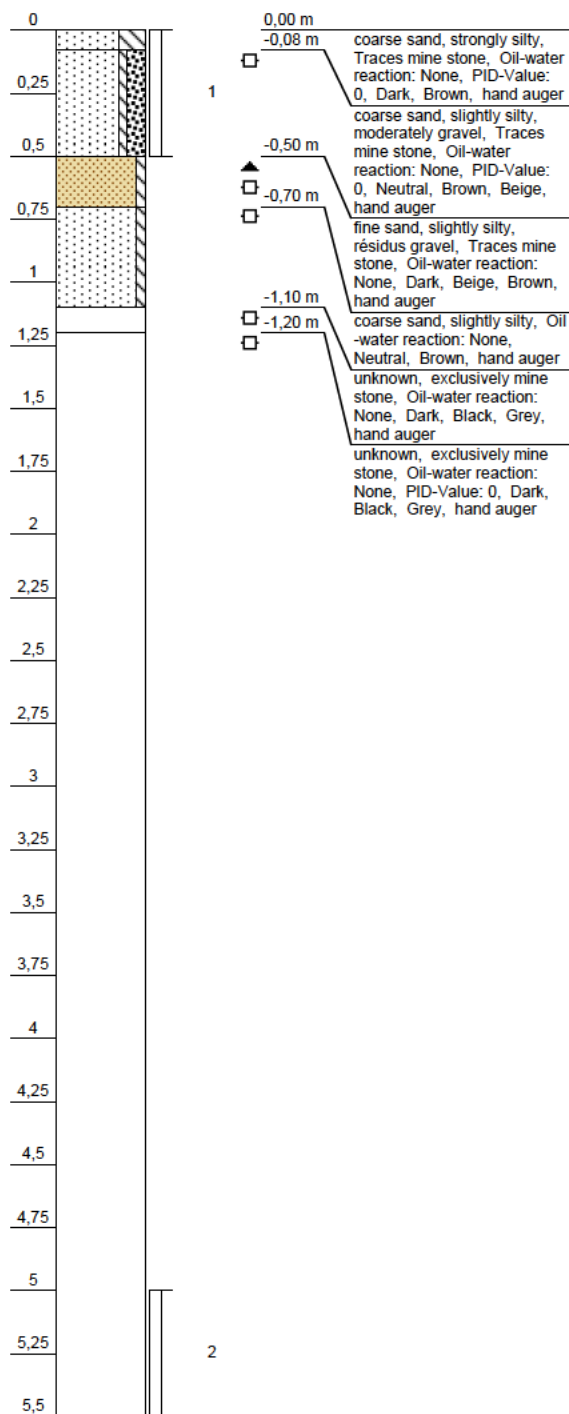 0
0,25
0,5
0,75
1
1,25
1,5
1,75
2
2,25
2,5
2,75
3
3,25
3,5
3,75
4
4,25
4,5
4,75
5
5,25
5,5
1
2
0,00 m
-0,08 m
coarse sand, strongly silty,
Traces mine stone, Oil-water
reaction: None, PID-Value:
0, Dark, Brown, hand auger
-0,50 m
coarse sand, slightly silty,
moderately gravel, Traces
mine stone, Oil-water
reaction: None, PID-Value:
0, Neutral, Brown, Beige,
hand auger
-0,70 m
fine sand, slightly silty,
résidus gravel, Traces mine
stone, Oil-water reaction:
None, Dark, Beige, Brown,
hand auger
-1,10 m
coarse sand, slightly silty, Oil
-water reaction: None,
Neutral, Brown, hand auger
-1,20 m
unknown, exclusively mine
stone, Oil-water reaction:
None, Dark, Black, Grey,
hand auger
unknown, exclusively mine
stone, Oil-water reaction:
None, PID-Value: 0, Dark,
Black, Grey, hand auger